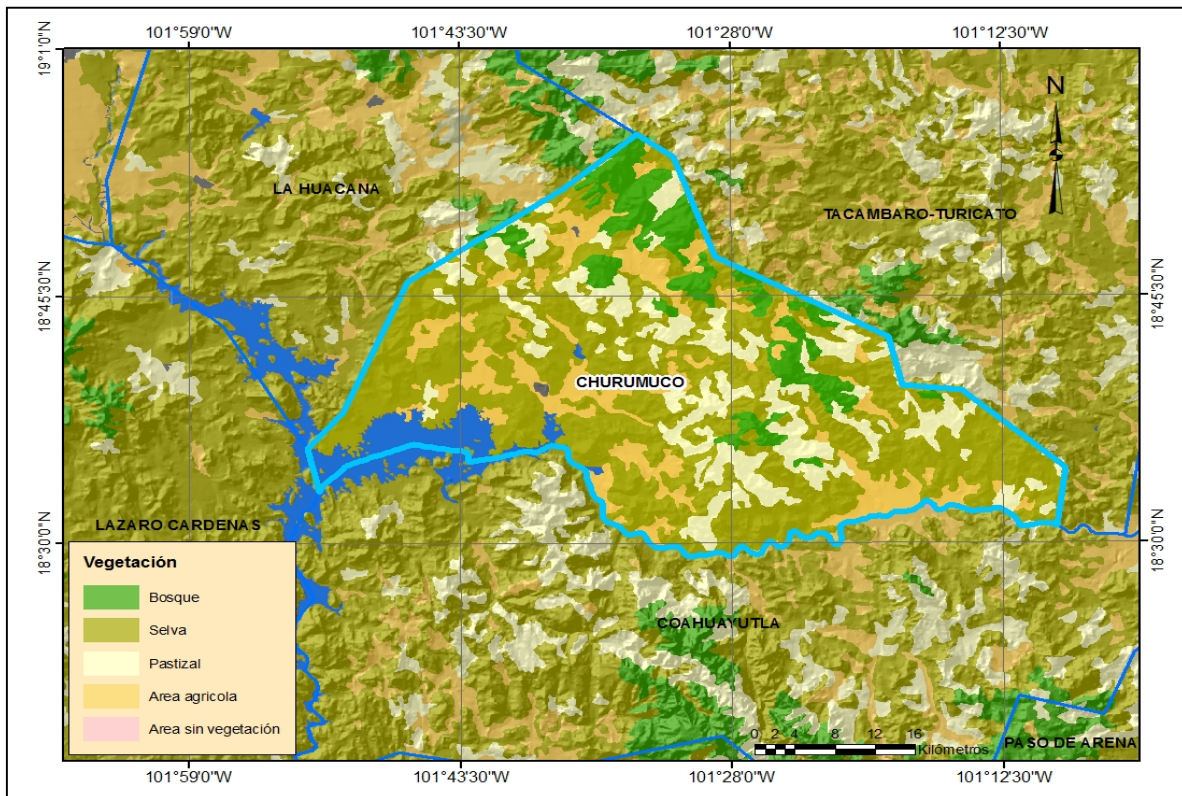 101°59'0"W
101°43'30"W
101°28'0"W
101°12'30"W
19°1'0"N
N
LA HUACANA
TACAMBARO-TURICATO
18°45'30"N
18°45'30"N
CHURUMUCO
LAZARO CARDENAS
18°30'0"N
18°30'0"N
Vegetación
Bosque
Selva
Pastizal
Area agricola
Area sin vegetación
COAHUAYUTLA
0 2 4 8 12 16
Kilómetros
PASO DE ARENA
101°59'0"W
101°43'30"W
101°28'0"W
101°12'30"W